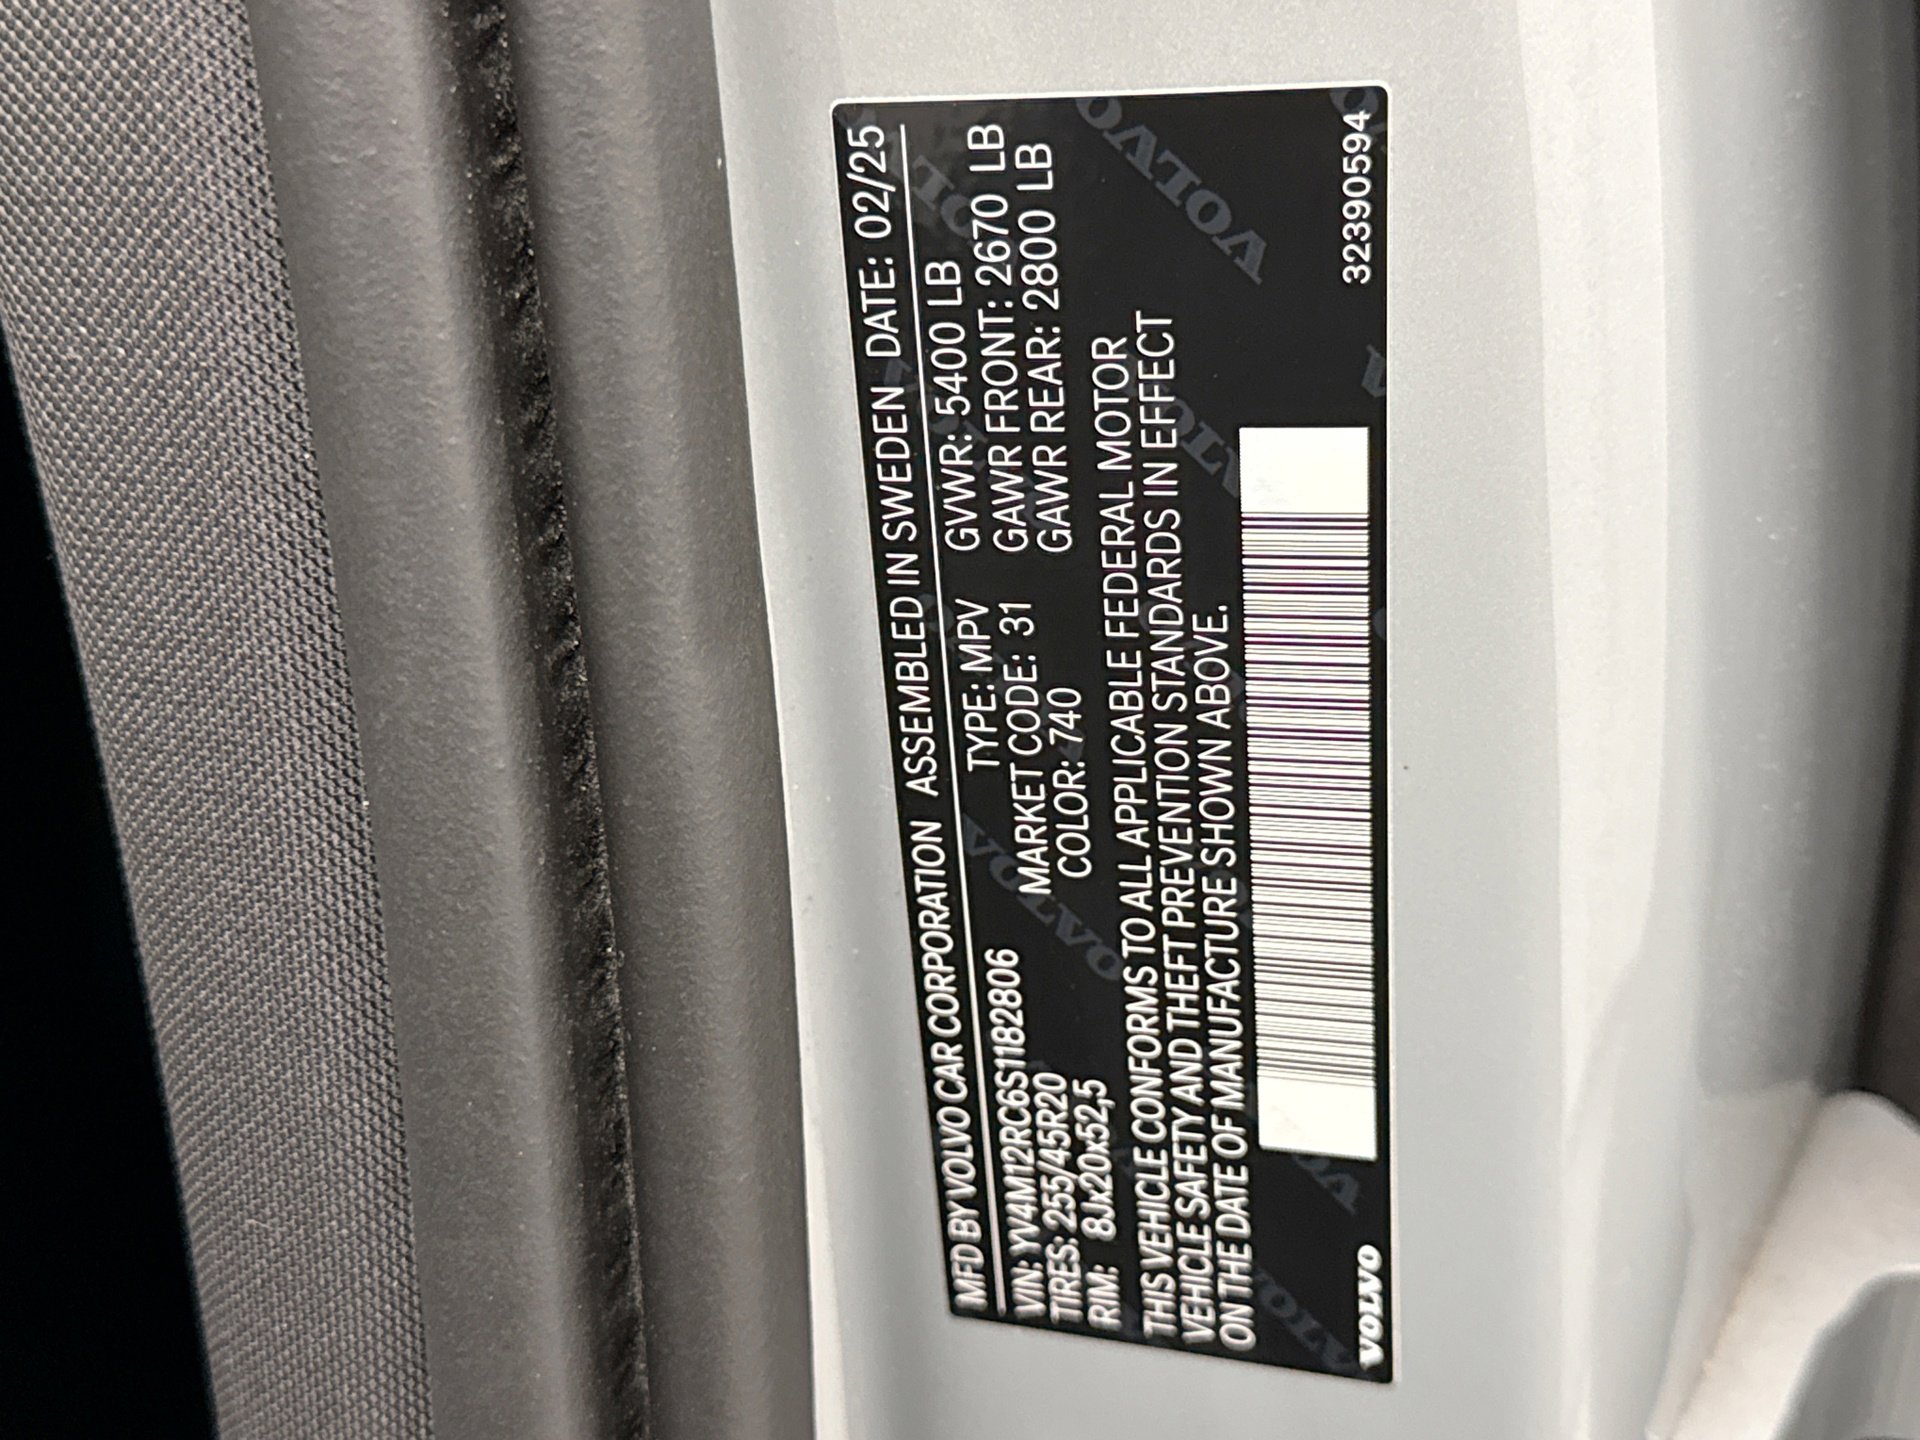 MFD BY VOLVO CAR CORPORATION ASSEMBLED IN SWEDEN DATE: 02/25
VIN: YV4M12RC6S1182806 TYPE: MPV GVWR: 5400 LB
TIRES: 255/45R20 MARKET CODE: 31 GAWR FRONT: 2670 LB
RIM: 8Jx20x52,5 COLOR: 740 GAWR REAR: 2800 LB
THIS VEHICLE CONFORMS TO ALL APPLICABLE FEDERAL MOTOR
VEHICLE SAFETY AND THEFT PREVENTION STANDARDS IN EFFECT
ON THE DATE OF MANUFACTURE SHOWN ABOVE.
VOLVO 32390594